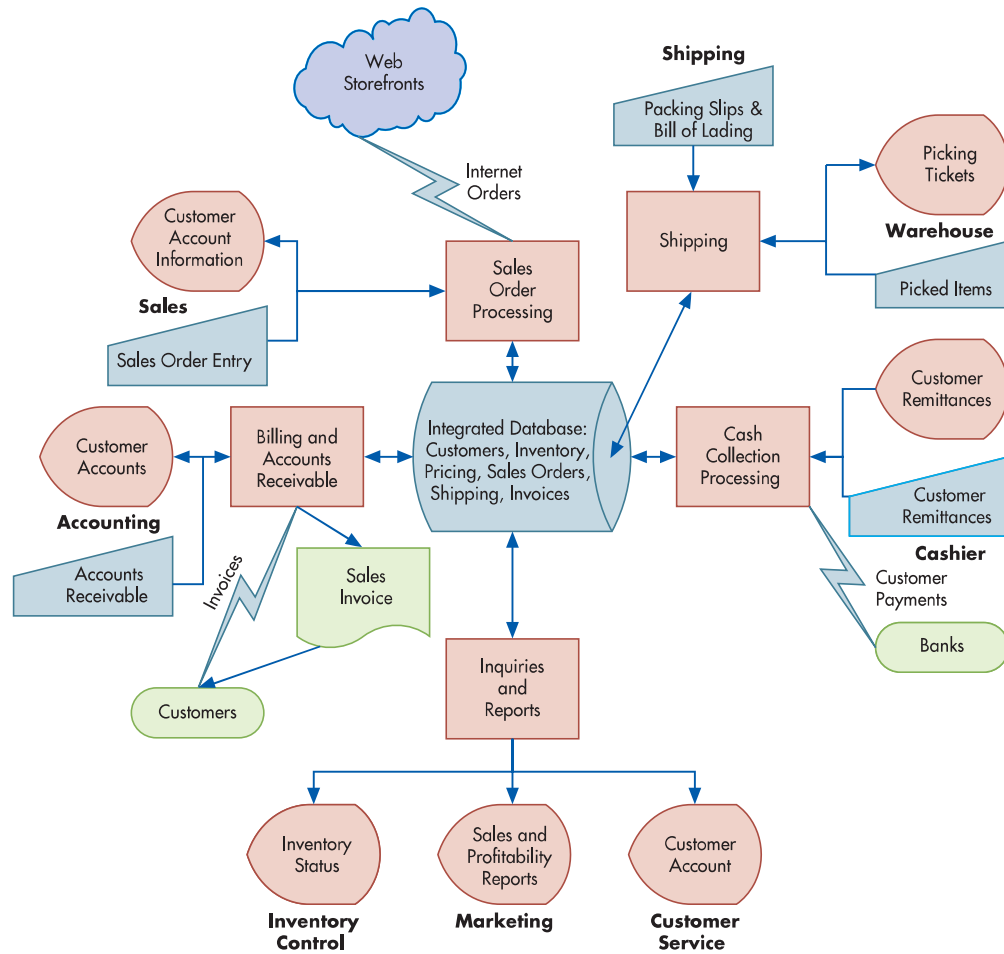 Web
Storefronts
Internet
Orders
Shipping
Packing Slips &
Bill of Lading
Shipping
Picking
Tickets
Warehouse
Picked Items
Customer
Account
Information
Sales
Sales Order Entry
Sales
Order
Processing
Customer
Accounts
Accounting
Accounts
Receivable
Billing and
Accounts
Receivable
Integrated Database:
Customers, Inventory,
Pricing, Sales Orders,
Shipping, Invoices
Cash
Collection
Processing
Customer
Remittances
Customer
Remittances
Cashier
Invoices
Sales
Invoice
Customers
Customer
Payments
Banks
Inquiries
and
Reports
Inventory
Status
Inventory
Control
Sales and
Profitability
Reports
Marketing
Customer
Account
Customer
Service